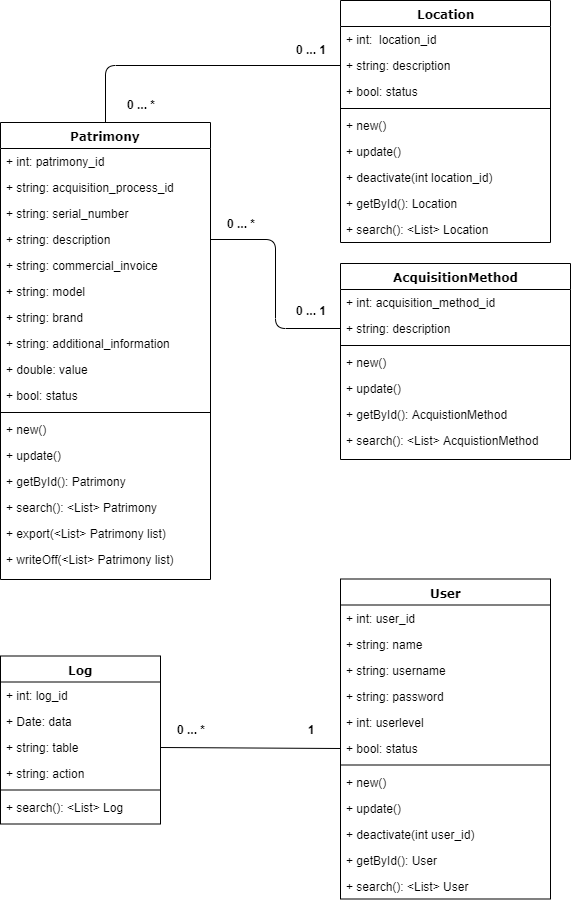 Location
+ int:  location_id
+ string: description
+ bool: status
+ new()
+ update()
+ deactivate(int location_id)
+ getById(): Location
+ search(): <List> Location
0 ... 1
0 ... *
Patrimony
+ int: patrimony_id
+ string: acquisition_process_id
+ string: serial_number
+ string: description
+ string: commercial_invoice
+ string: model
+ string: brand
+ string: additional_information
+ double: value
+ bool: status
+ new()
+ update()
+ getById(): Patrimony
+ search(): <List> Patrimony
+ export(<List> Patrimony list)
+ writeOff(<List> Patrimony list)
0 ... *
0 ... 1
AcquisitionMethod
+ int: acquisition_method_id
+ string: description
+ new()
+ update()
+ getById(): AcquistionMethod
+ search(): <List> AcquistionMethod
Log
+ int: log_id
+ Date: data
+ string: table
+ string: action
+ search(): <List> Log
0 ... *
1
User
+ int: user_id
+ string: name
+ string: username
+ string: password
+ int: userlevel
+ bool: status
+ new()
+ update()
+ deactivate(int user_id)
+ getById(): User
+ search(): <List> User